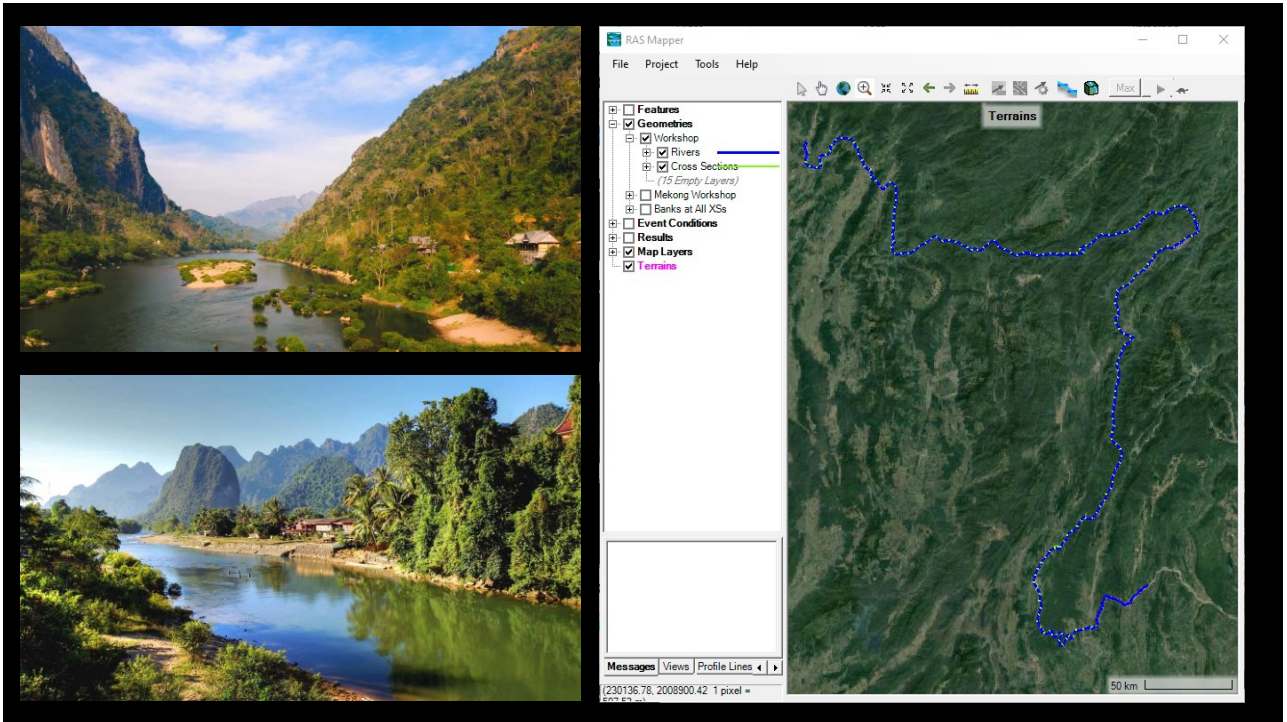 RAS Mapper
File Project Tools Help
Max
Features
Geometries
Workshop
Rivers
Cross Sections
(15 Empty Layers)
Mekong Workshop
Banks at All XSs
Event Conditions
Results
Map Layers
Terrains
Terrains
50 km
Messages Views Profile Lines
(230136.78, 2008900.42 1 pixel =